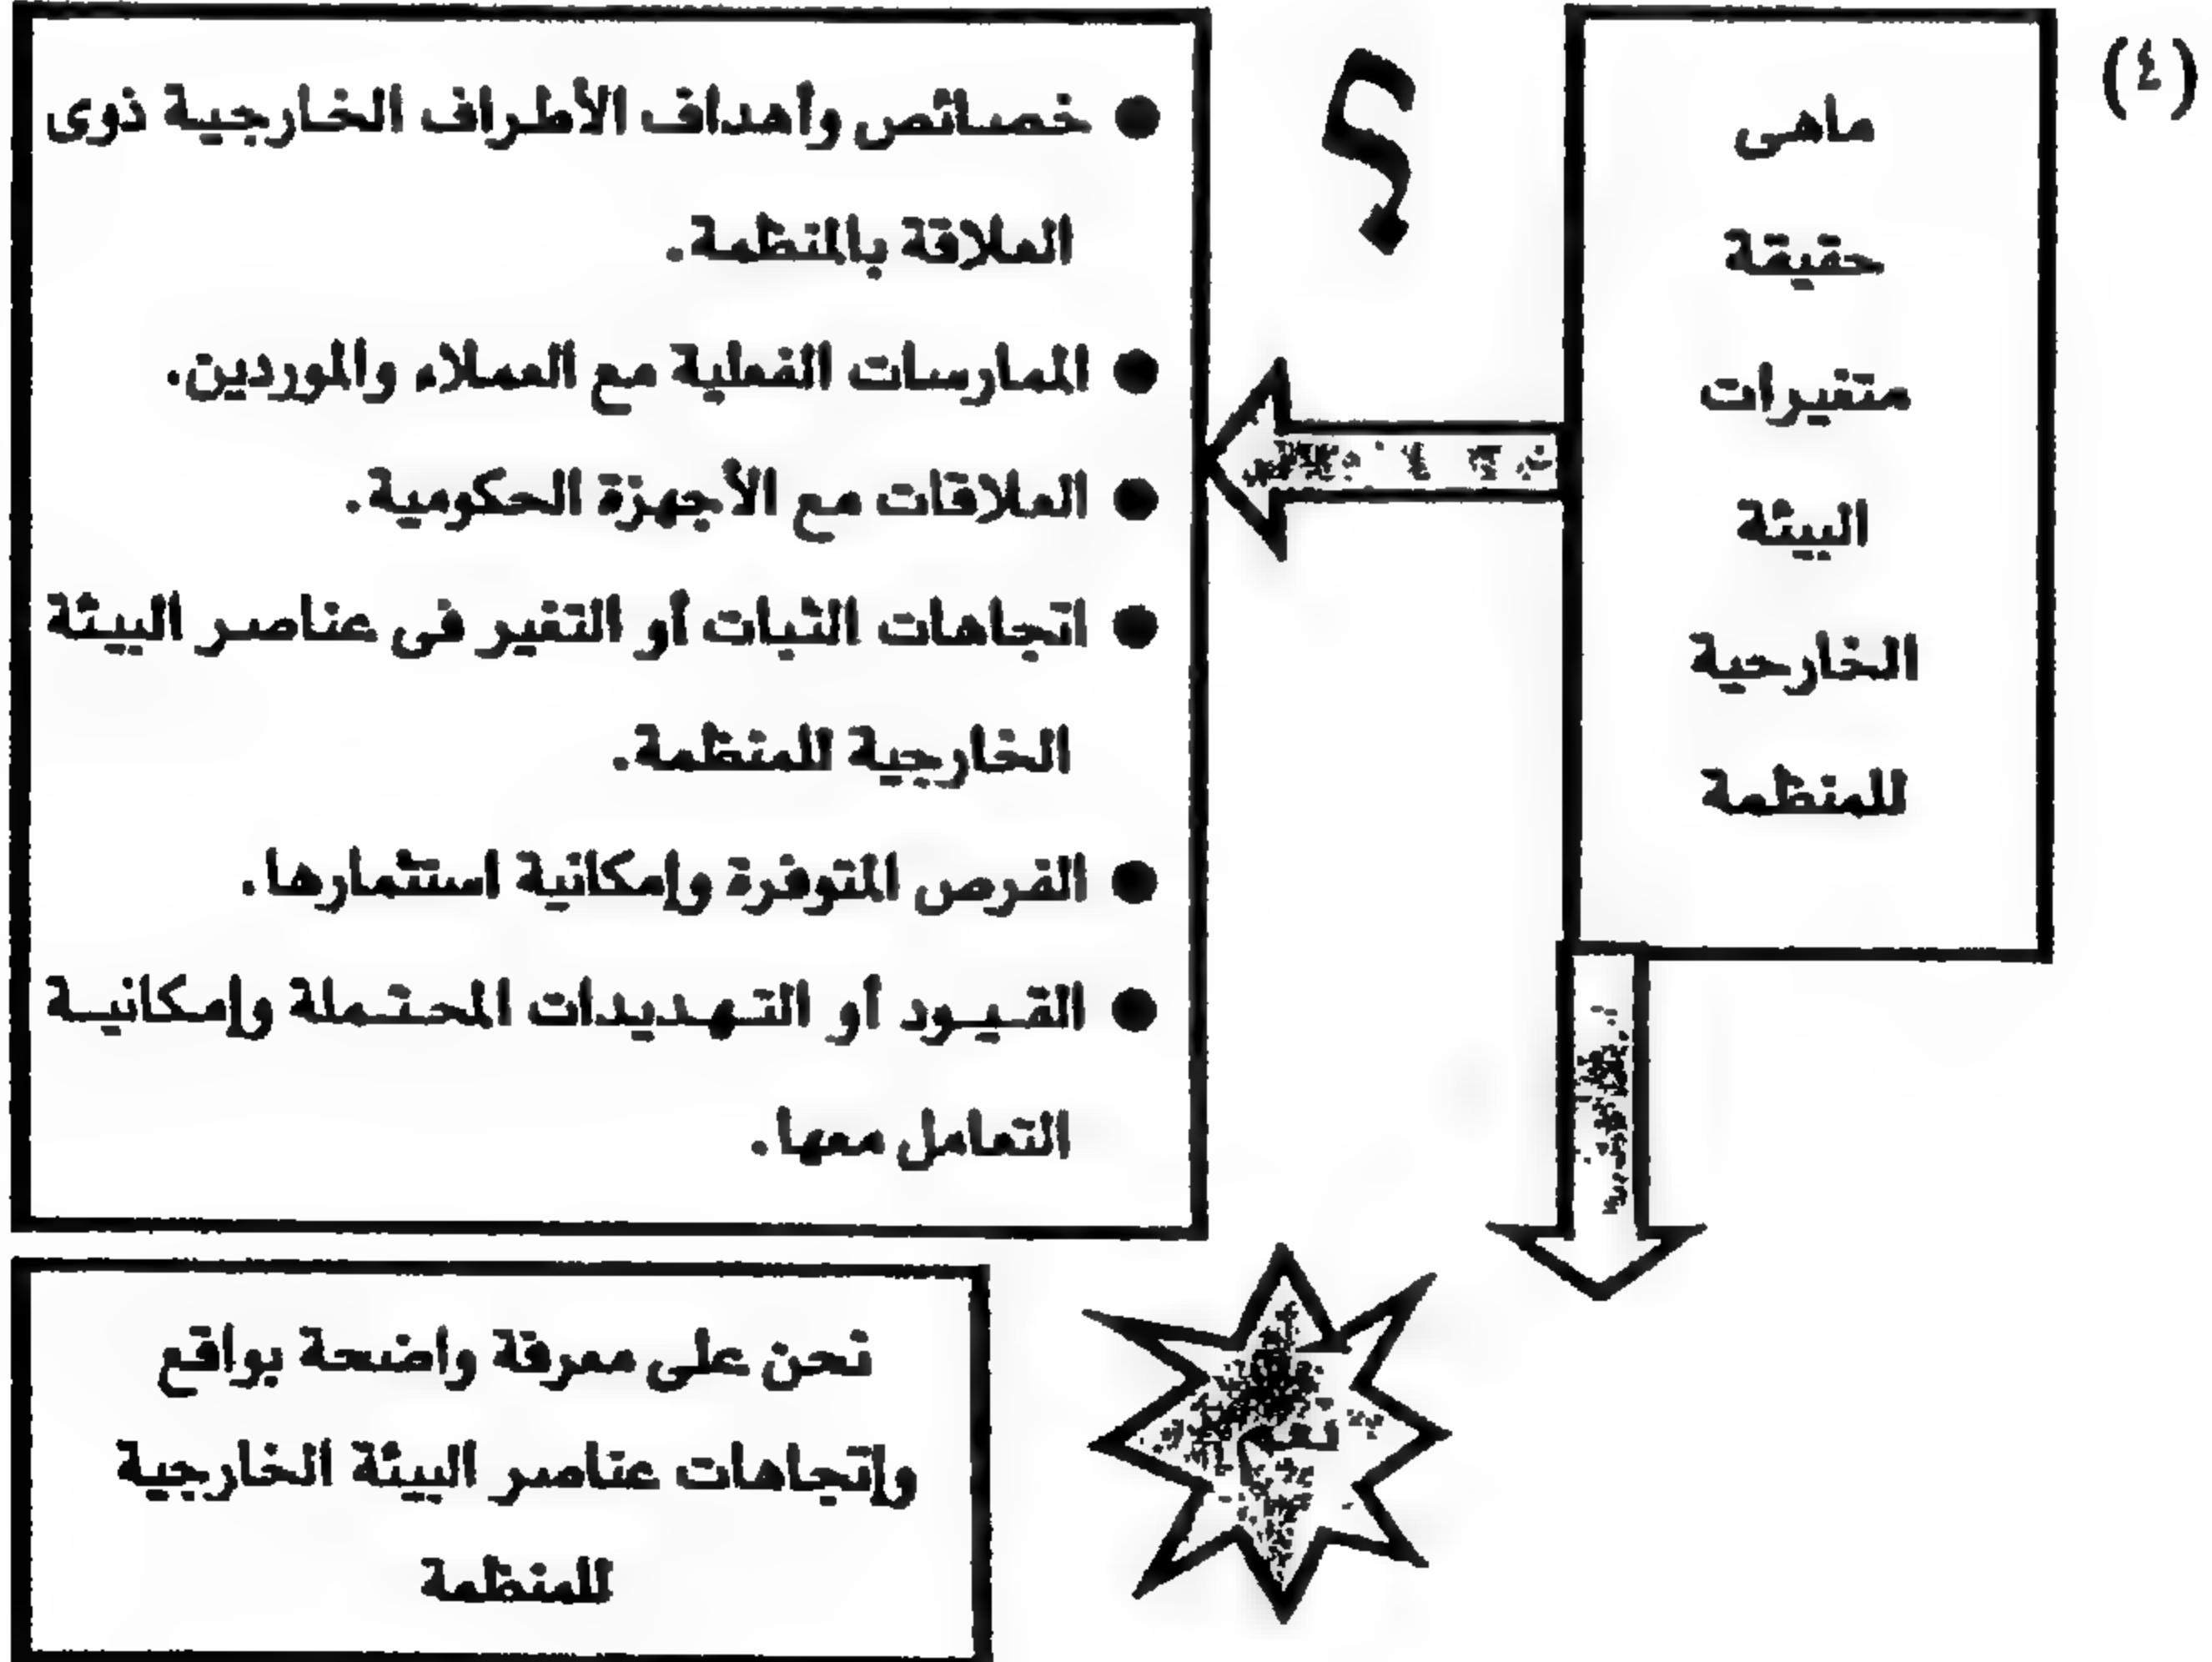 (٤)
ماهى
حقيقة
متغيرات
البيئة
الخارجية
للمنظمة
؟
● خصائص وأهداف الأطراف الخارجية ذوى
العلاقة بالمنظمة.
● الممارسات الفعلية مع العملاء والموردين.
● العلاقات مع الأجهزة الحكومية.
● اتجاهات الثبات أو التغير فى عناصر البيئة
الخارجية للمنظمة.
● الفرص المتوفرة وإمكانية استثمارها.
● القيود أو التهديدات المحتملة وإمكانية
التعامل معها.
نعم
نحن على معرفة واضحة بواقع
وإتجاهات عناصر البيئة الخارجية
للمنظمة